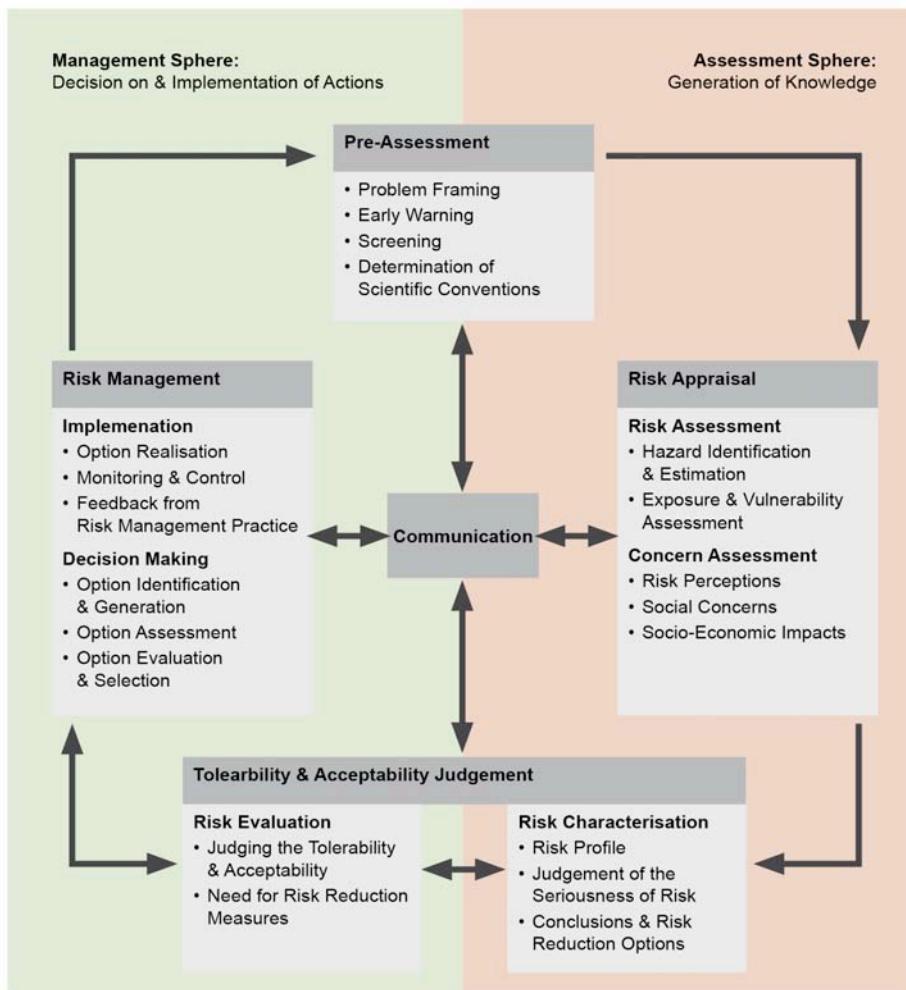 Management Sphere:
Decision on & Implementation of Actions
Assessment Sphere:
Generation of Knowledge
Pre-Assessment
• Problem Framing
• Early Warning
• Screening
• Determination of
Scientific Conventions
Risk Management
Implemenation
• Option Realisation
• Monitoring & Control
• Feedback from
Risk Management Practice
Decision Making
• Option Identification
& Generation
• Option Assessment
• Option Evaluation
& Selection
Communication
Risk Appraisal
Risk Assessment
• Hazard Identification
& Estimation
• Exposure & Vulnerability
Assessment
Concern Assessment
• Risk Perceptions
• Social Concerns
• Socio-Economic Impacts
Tolearbility & Acceptability Judgement
Risk Evaluation
• Judging the Tolerability
& Acceptability
• Need for Risk Reduction
Measures
Risk Characterisation
• Risk Profile
• Judgement of the
Seriousness of Risk
• Conclusions & Risk
Reduction Options